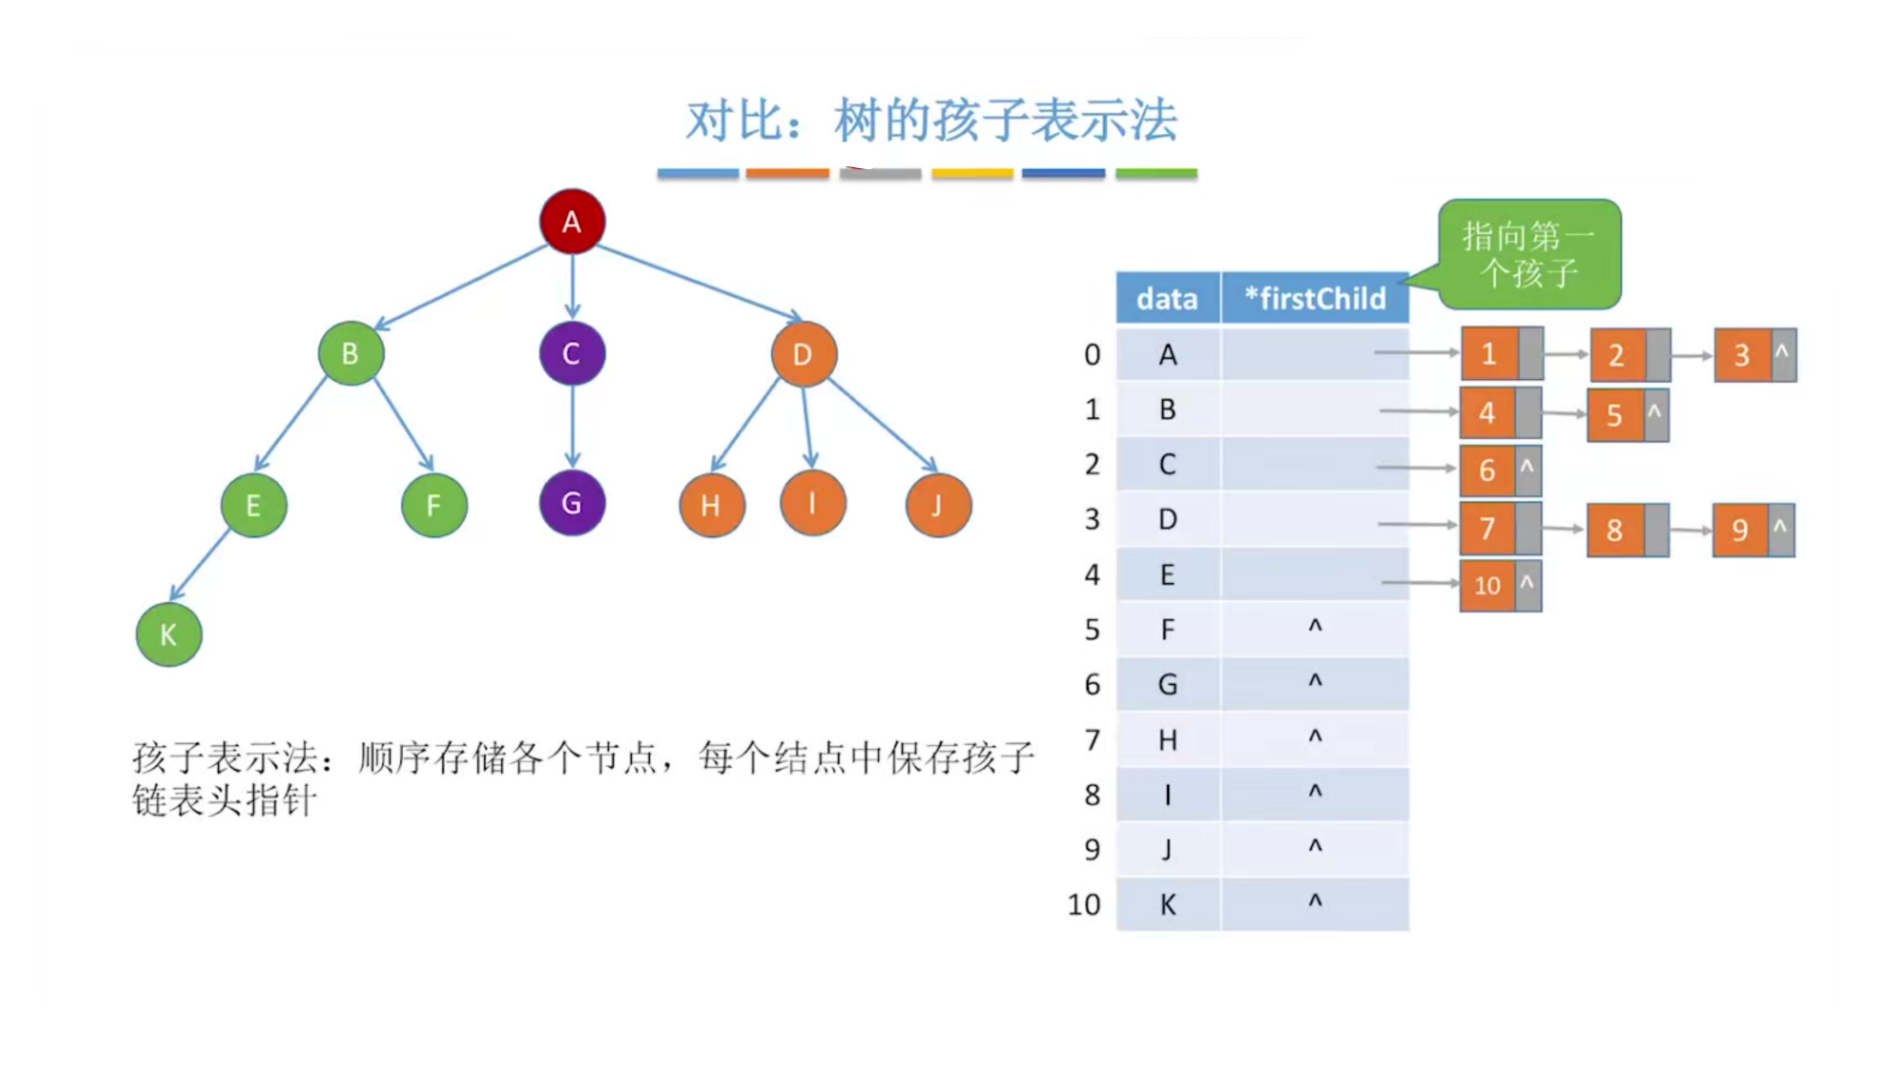 对比：树的孩子表示法
A
B
C
D
E
F
G
H
I
J
K
孩子表示法：顺序存储各个节点，每个结点中保存孩子
链表头指针
指向第一
个孩子
data *firstChild
0 A 1 2 3 ^
1 B 4 5 ^
2 C 6 ^
3 D 7 8 9 ^
4 E 10 ^
5 F ^
6 G ^
7 H ^
8 I ^
9 J ^
10 K ^